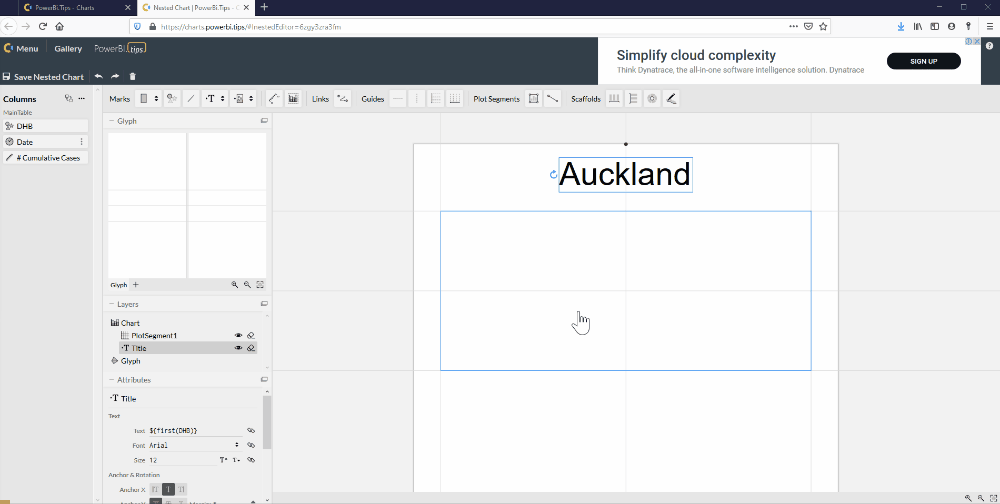 PowerBI.Tips - Charts
Nested Chart | PowerBI.Tips - Char
https://charts.powerbi.tips/#!nestedEditor=6zgy3zra3fm
Menu
Gallery
PowerBI.tips
Save Nested Chart
Simplify cloud complexity
Think Dynatrace, the all-in-one software intelligence solution. Dynatrace
SIGN UP
Columns
MainTable
DHB
Date
# Cumulative Cases
Marks
Links
Guides
Plot Segments
Scaffolds
Glyph
Glyph
Layers
Chart
PlotSegment1
Title
Glyph
Attributes
Title
Text
Text ${first(DHB)}
Font Arial
Size 12
Anchor & Rotation
Anchor X
Auckland